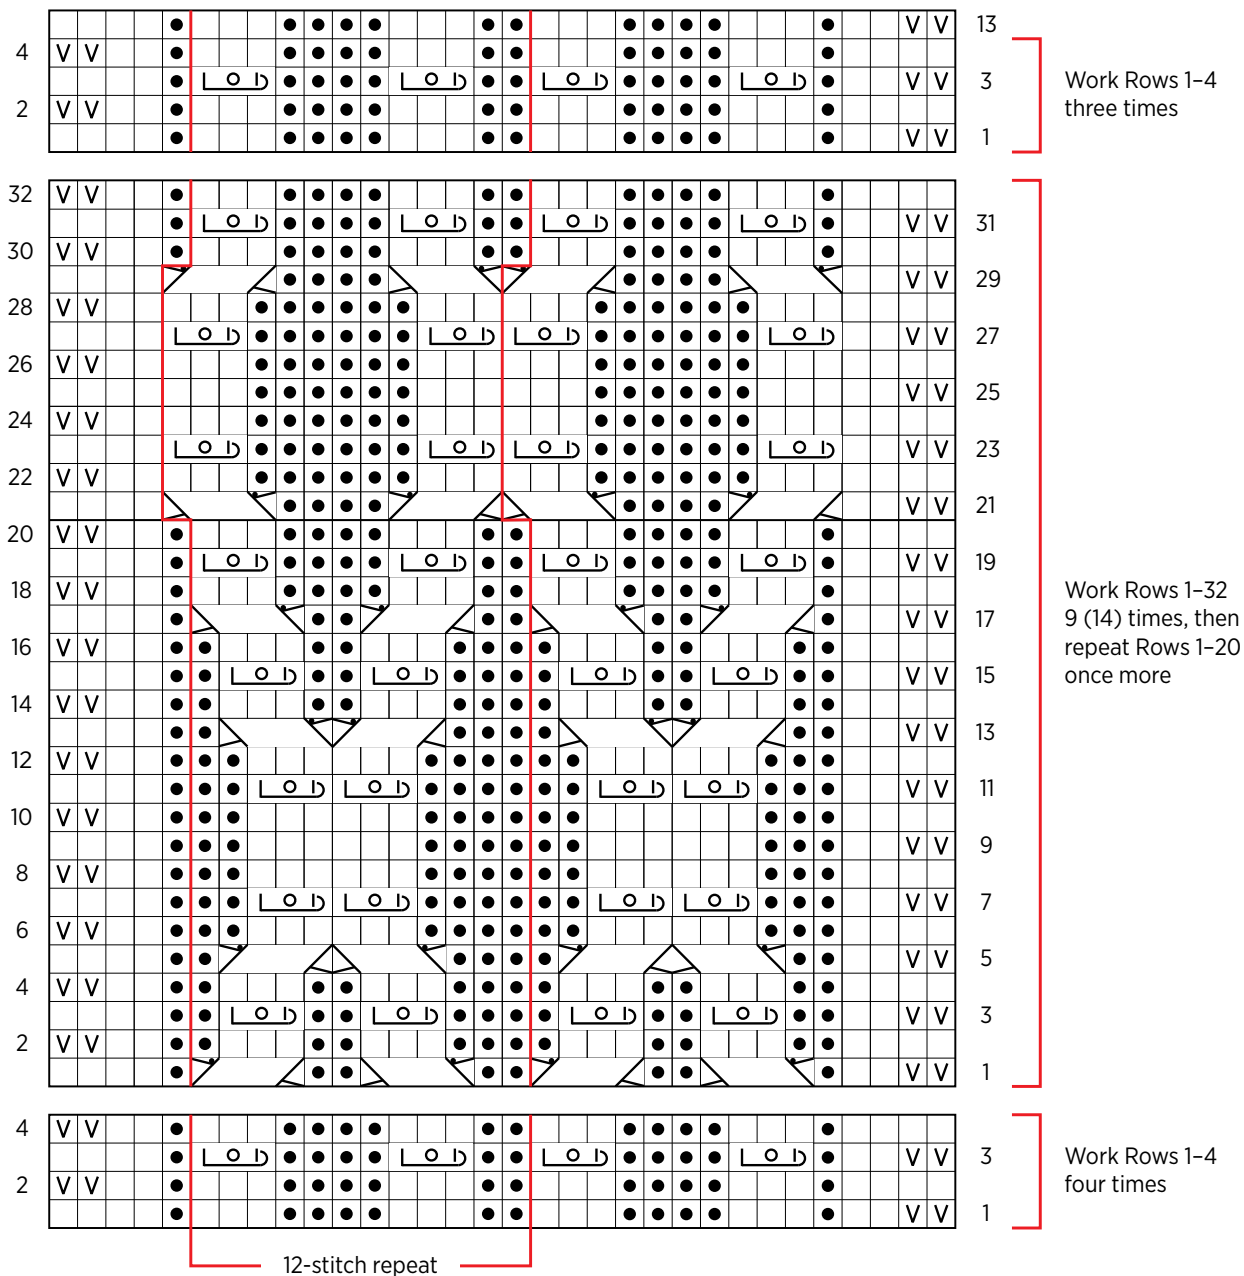 13
4 V V
V V
3 V V
2 V V
1 V V
Work Rows 1–4
three times
32 V V
31 V V
30 V V
29 V V
28 V V
27 V V
26 V V
25 V V
24 V V
23 V V
22 V V
21 V V
20 V V
19 V V
18 V V
17 V V
16 V V
15 V V
14 V V
13 V V
12 V V
11 V V
10 V V
9 V V
8 V V
7 V V
6 V V
5 V V
4 V V
3 V V
2 V V
1 V V
Work Rows 1–32
9 (14) times, then
repeat Rows 1–20
once more
4 V V
3 V V
2 V V
1 V V
Work Rows 1–4
four times
12-stitch repeat